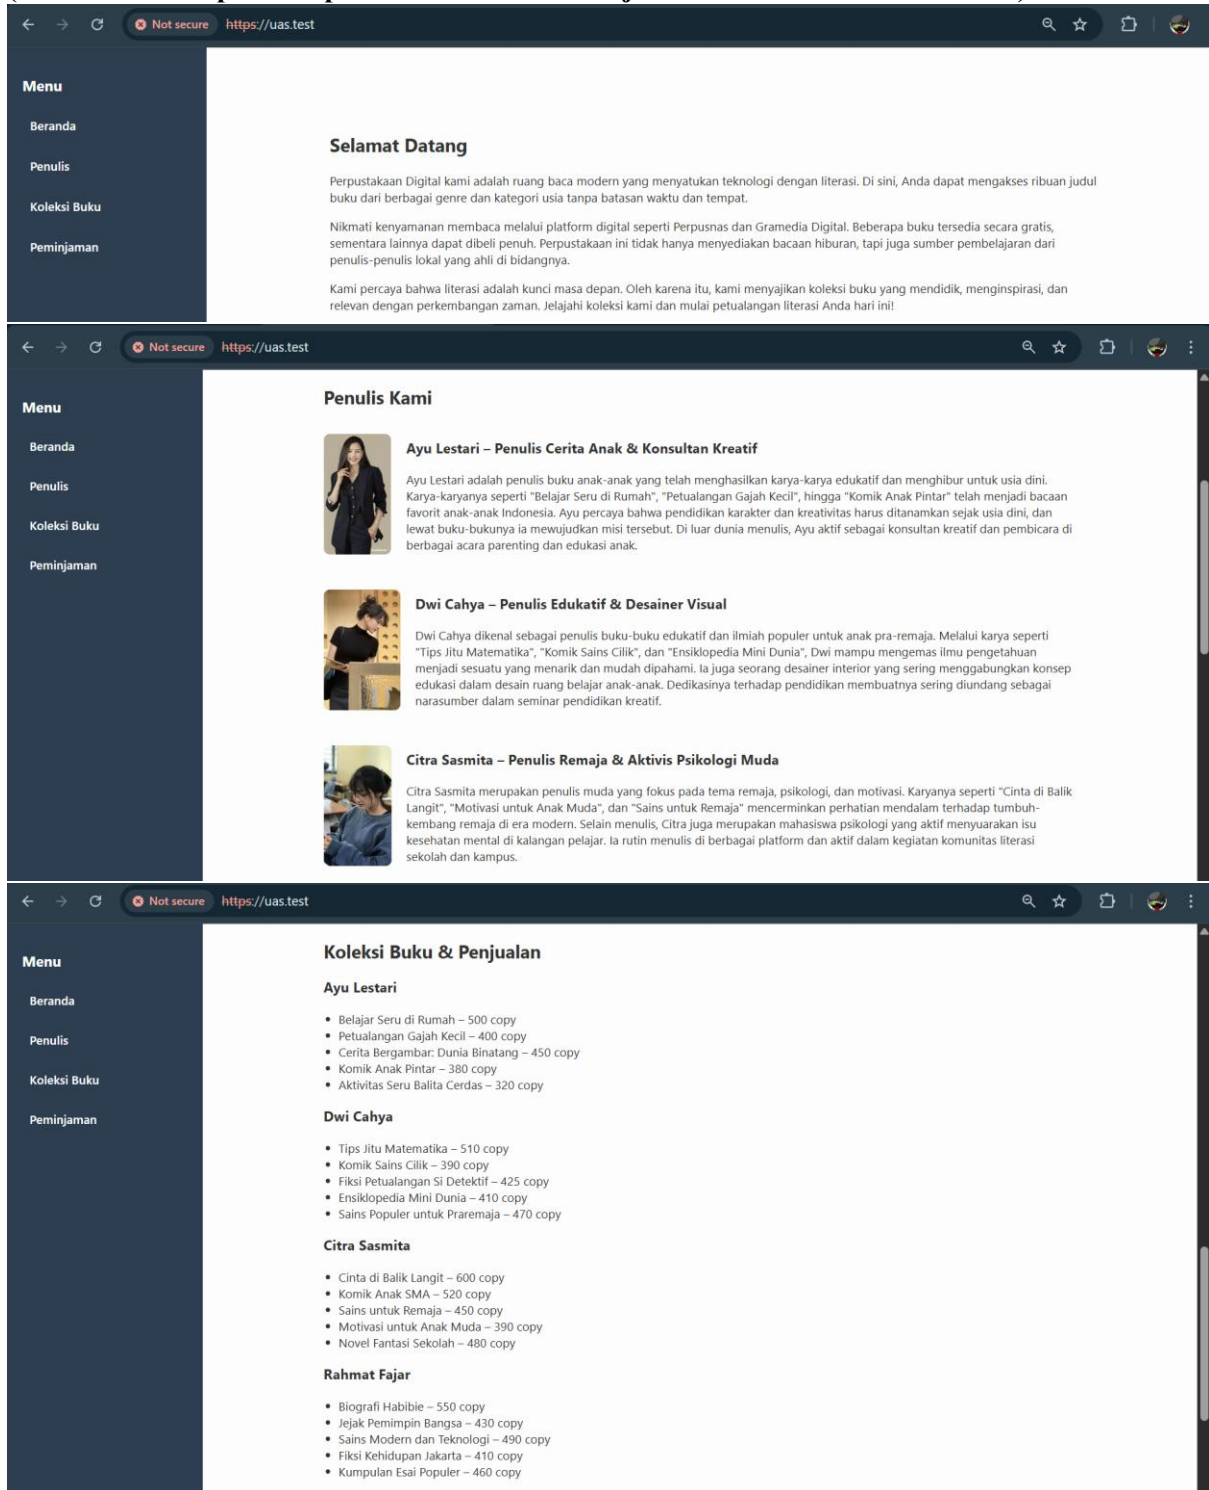 Not secure https://uas.test
Menu
Beranda
Penulis
Koleksi Buku
Peminjaman
Selamat Datang
Perpustakaan Digital kami adalah ruang baca modern yang menyatukan teknologi dengan literasi. Di sini, Anda dapat mengakses ribuan judul
buku dari berbagai genre dan kategori usia tanpa batasan waktu dan tempat.
Nikmati kenyamanan membaca melalui platform digital seperti Perpusnas dan Gramedia Digital. Beberapa buku tersedia secara gratis,
sementara lainnya dapat dibeli penuh. Perpustakaan ini tidak hanya menyediakan bacaan hiburan, tapi juga sumber pembelajaran dari
penulis-penulis lokal yang ahli di bidangnya.
Kami percaya bahwa literasi adalah kunci masa depan. Oleh karena itu, kami menyajikan koleksi buku yang mendidik, menginspirasi, dan
relevan dengan perkembangan zaman. Jelajahi koleksi kami dan mulai petualangan literasi Anda hari ini!
Not secure https://uas.test
Menu
Beranda
Penulis
Koleksi Buku
Peminjaman
Penulis Kami
Ayu Lestari – Penulis Cerita Anak & Konsultan Kreatif
Ayu Lestari adalah penulis buku anak-anak yang telah menghasilkan karya-karya edukatif dan menghibur untuk usia dini.
Karya-karyanya seperti "Belajar Seru di Rumah", "Petualangan Gajah Kecil", hingga "Komik Anak Pintar" telah menjadi bacaan
favorit anak-anak Indonesia. Ayu percaya bahwa pendidikan karakter dan kreativitas harus ditanamkan sejak usia dini, dan
lewat buku-bukunya ia mewujudkan misi tersebut. Di luar dunia menulis, Ayu aktif sebagai konsultan kreatif dan pembicara di
berbagai acara parenting dan edukasi anak.
Dwi Cahya – Penulis Edukatif & Desainer Visual
Dwi Cahya dikenal sebagai penulis buku-buku edukatif dan ilmiah populer untuk anak pra-remaja. Melalui karya seperti
"Tips Jitu Matematika", "Komik Sains Cilik", dan "Ensiklopedia Mini Dunia", Dwi mampu mengemas ilmu pengetahuan
menjadi sesuatu yang menarik dan mudah dipahami. Ia juga seorang desainer interior yang sering menggabungkan konsep
edukasi dalam desain ruang belajar anak-anak. Dedikasinya terhadap pendidikan membuatnya sering diundang sebagai
narasumber dalam seminar pendidikan kreatif.
Citra Sasmita – Penulis Remaja & Aktivis Psikologi Muda
Citra Sasmita merupakan penulis muda yang fokus pada tema remaja, psikologi, dan motivasi. Karyanya seperti "Cinta di Balik
Langit", "Motivasi untuk Anak Muda", dan "Sains untuk Remaja" mencerminkan perhatian mendalam terhadap tumbuh-
kembang remaja di era modern. Selain menulis, Citra juga merupakan mahasiswa psikologi yang aktif menyuarakan isu
kesehatan mental di kalangan pelajar. Ia rutin menulis di berbagai platform dan aktif dalam kegiatan komunitas literasi
sekolah dan kampus.
Not secure https://uas.test
Menu
Beranda
Penulis
Koleksi Buku
Peminjaman
Koleksi Buku & Penjualan
Ayu Lestari
• Belajar Seru di Rumah – 500 copy
• Petualangan Gajah Kecil – 400 copy
• Cerita Bergambar: Dunia Binatang – 450 copy
• Komik Anak Pintar – 380 copy
• Aktivitas Seru Balita Cerdas – 320 copy
Dwi Cahya
• Tips Jitu Matematika – 510 copy
• Komik Sains Cilik – 390 copy
• Fiksi Petualangan Si Detektif – 425 copy
• Ensiklopedia Mini Dunia – 410 copy
• Sains Populer untuk Praremaja – 470 copy
Citra Sasmita
• Cinta di Balik Langit – 600 copy
• Komik Anak SMA – 520 copy
• Sains untuk Remaja – 450 copy
• Motivasi untuk Anak Muda – 390 copy
• Novel Fantasi Sekolah – 480 copy
Rahmat Fajar
• Biografi Habibie – 550 copy
• Jejak Pemimpin Bangsa – 430 copy
• Sains Modern dan Teknologi – 490 copy
• Fiksi Kehidupan Jakarta – 410 copy
• Kumpulan Esai Populer – 460 copy